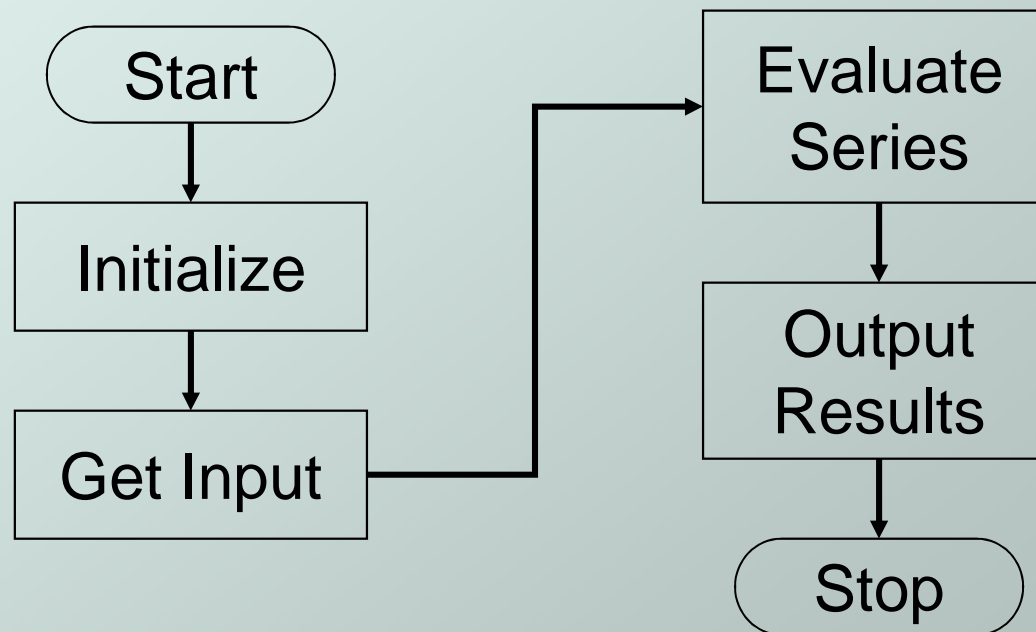 Start
Initialize
Get Input
Evaluate
Series
Output
Results
Stop